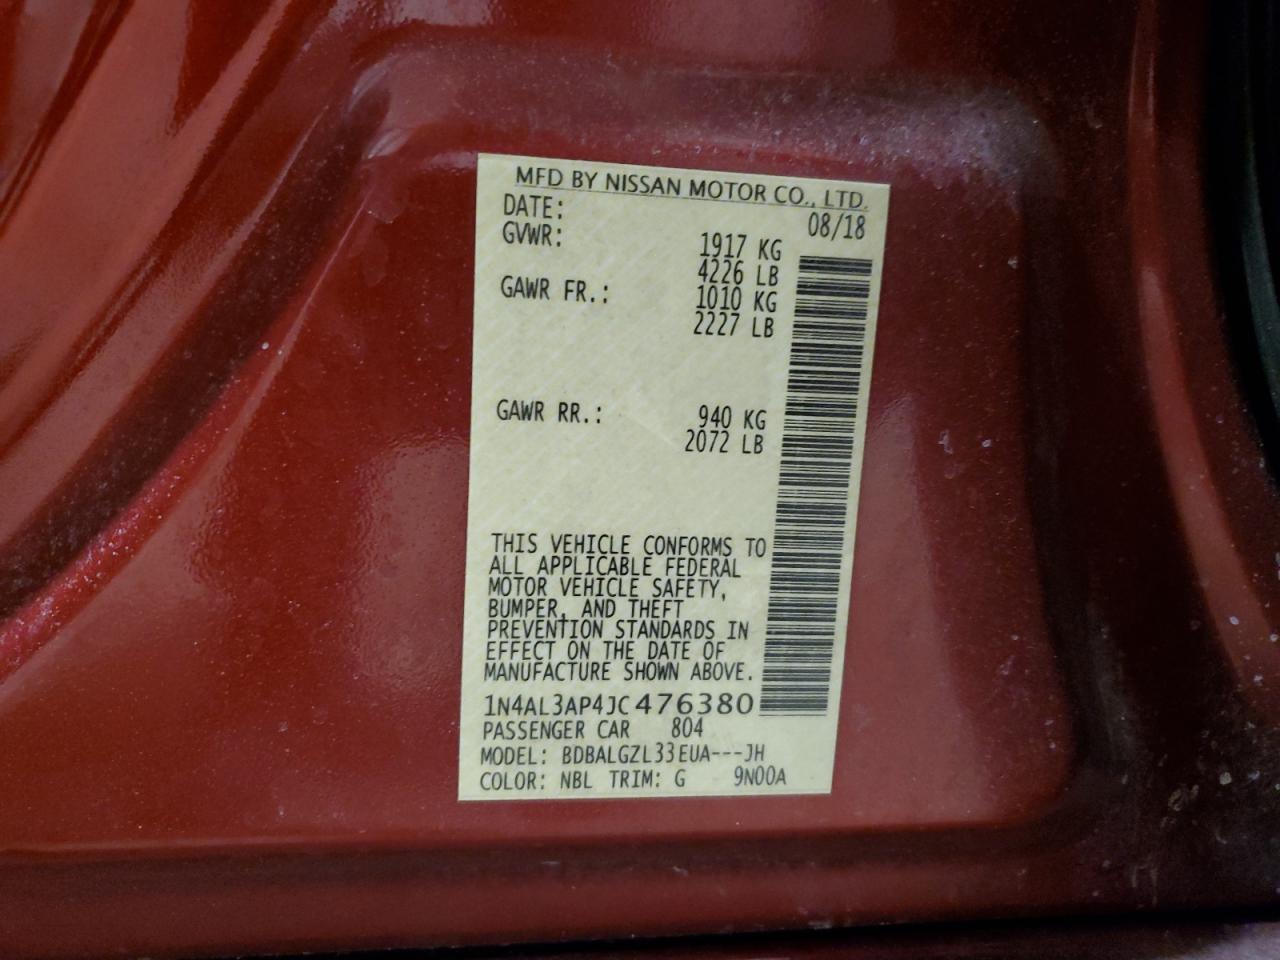 MFD BY NISSAN MOTOR CO., LTD.
DATE: 08/18
GVWR: 1917 KG
4226 LB
GAWR FR.: 1010 KG
2227 LB
GAWR RR.: 940 KG
2072 LB
THIS VEHICLE CONFORMS TO
ALL APPLICABLE FEDERAL
MOTOR VEHICLE SAFETY,
BUMPER, AND THEFT
PREVENTION STANDARDS IN
EFFECT ON THE DATE OF
MANUFACTURE SHOWN ABOVE.
1N4AL3AP4JC476380
PASSENGER CAR 804
MODEL: BDBALGZL33EUA---JH
COLOR: NBL TRIM: G 9N00A